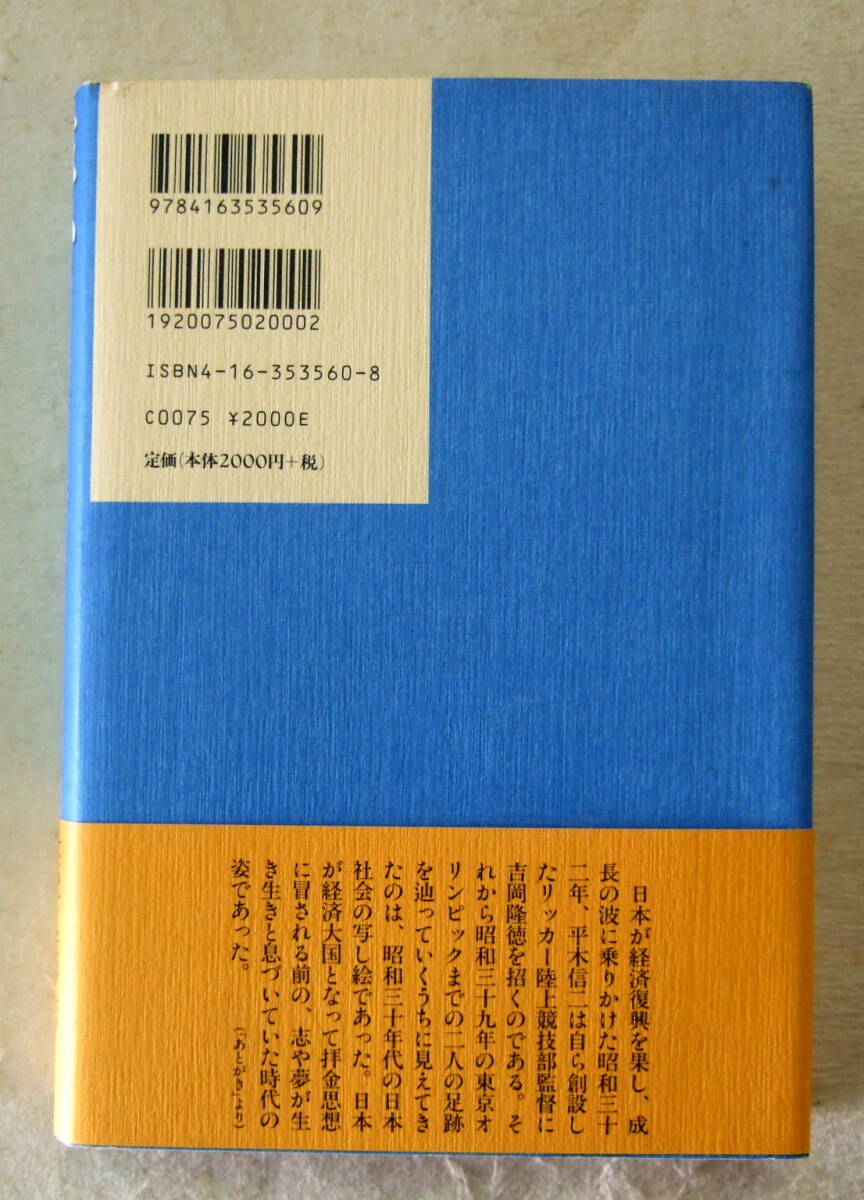 9784163535609
1920075020002
ISBN4-16-353560-8
C0075 ¥2000E
定価(本体2000円+税)
日本が経済復興を果し、成
長の波に乗りかけた昭和三十
二年、平木信二は自ら創設し
たリッカー陸上競技部監督に
吉岡隆徳を招くのである。そ
れから昭和三十九年の東京オ
リンピックまでの二人の足跡
を辿っていくうちに見えてき
たのは、昭和三十年代の日本
社会の写し絵であった。日本
が経済大国となって拝金思想
に冒される前の、志や夢が生
き生きと息づいていた時代の
姿であった。
(「あとがき」より)